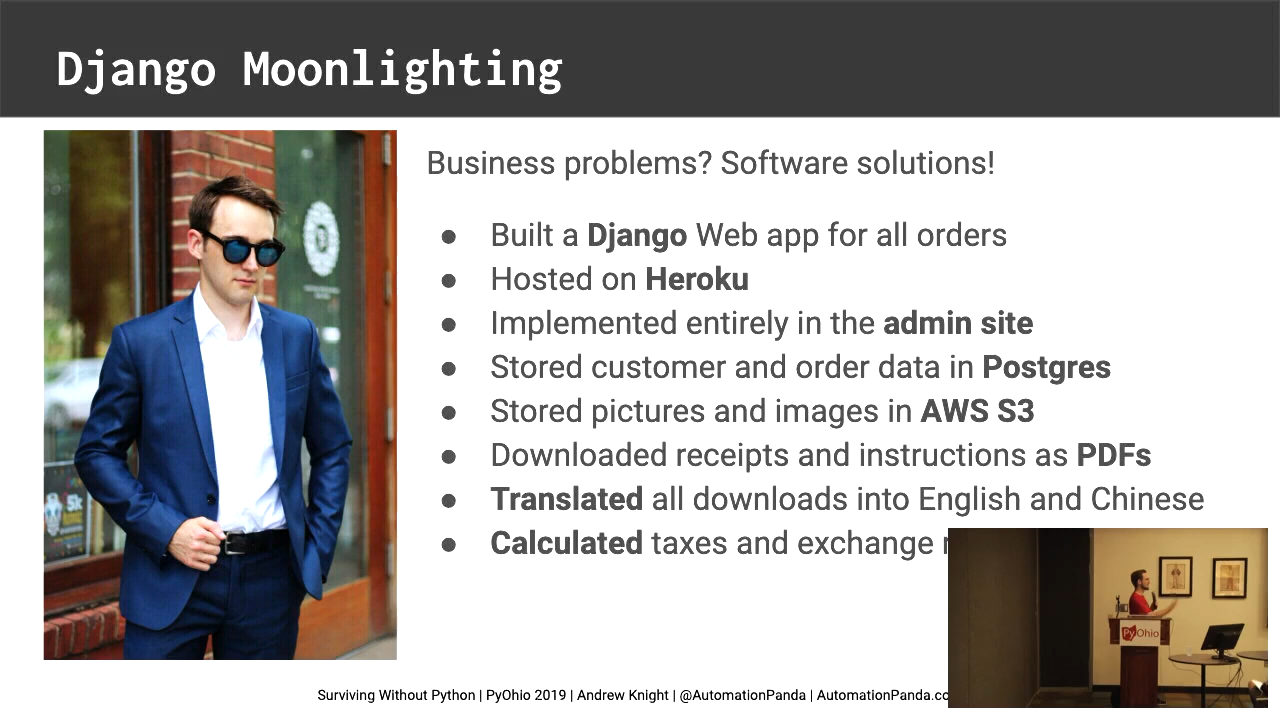 Django Moonlighting
Business problems? Software solutions!
● Built a Django Web app for all orders
● Hosted on Heroku
● Implemented entirely in the admin site
● Stored customer and order data in Postgres
● Stored pictures and images in AWS S3
● Downloaded receipts and instructions as PDFs
● Translated all downloads into English and Chinese
● Calculated taxes and exchange
5k
PyOhio
Surviving Without Python | PyOhio 2019 | Andrew Knight | @AutomationPanda | AutomationPanda.co